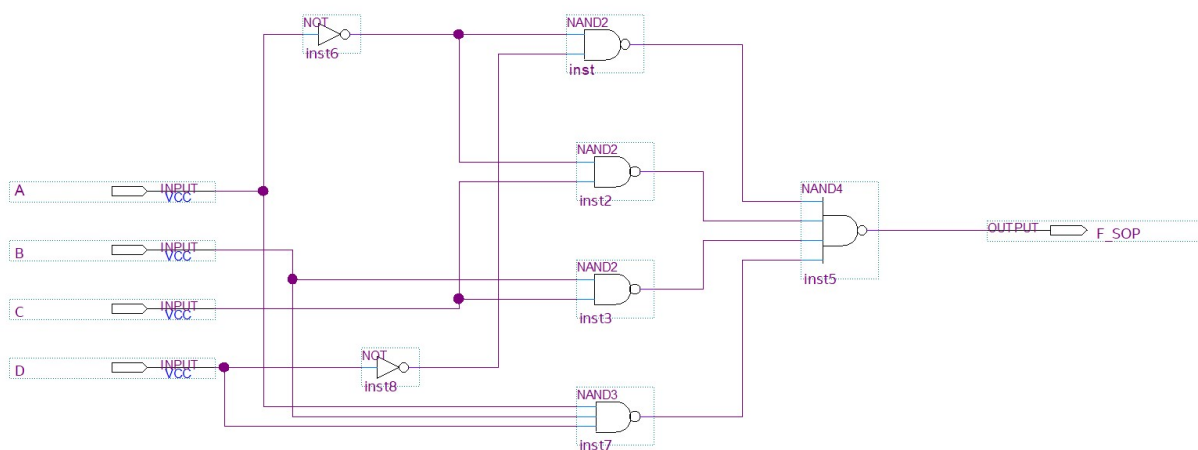 NOT
inst6
NAND2
inst
NAND2
inst2
A
INPUT
VCC
NAND4
inst5
OUTPUT
F_SOP
B
INPUT
VCC
NAND2
inst3
C
INPUT
VCC
D
INPUT
VCC
NOT
inst8
NAND3
inst7